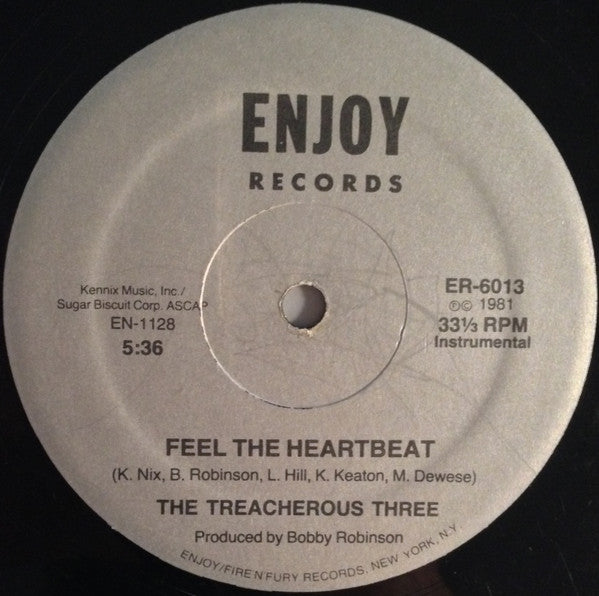 ENJOY
RECORDS
Kennix Music, Inc./
Sugar Biscuit Corp. ASCAP
EN-1128
5:36
ER-6013
℗© 1981
33⅓ RPM
Instrumental
FEEL THE HEARTBEAT
(K. Nix, B. Robinson, L. Hill, K. Keaton, M. Dewese)
THE TREACHEROUS THREE
Produced by Bobby Robinson
ENJOY/FIRE'N'FURY RECORDS, NEW YORK, N.Y.